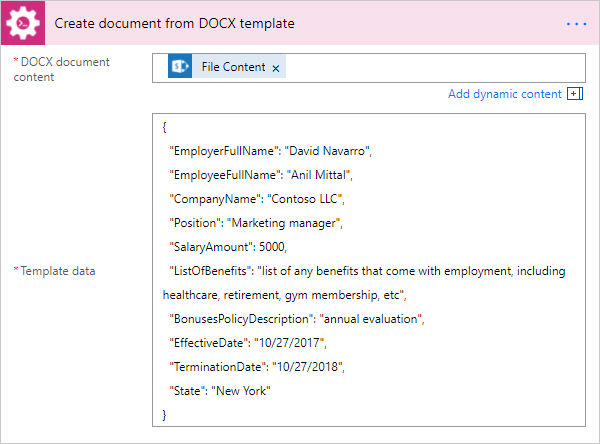 Create document from DOCX template
* DOCX document
content
File Content ×
Add dynamic content
* Template data
{
"EmployerFullName": "David Navarro",
"EmployeeFullName": "Anil Mittal",
"CompanyName": "Contoso LLC",
"Position": "Marketing manager",
"SalaryAmount": 5000,
"ListOfBenefits": "list of any benefits that come with employment, including
healthcare, retirement, gym membership, etc",
"BonusesPolicyDescription": "annual evaluation",
"EffectiveDate": "10/27/2017",
"TerminationDate": "10/27/2018",
"State": "New York"
}